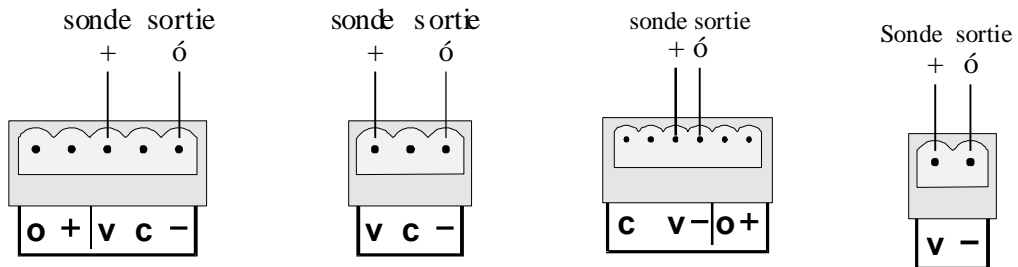 sonde sortie
+ ó
o + v c -
sonde sortie
+ ó
v c -
sonde sortie
+ ó
c v - o +
Sonde sortie
+ ó
v -